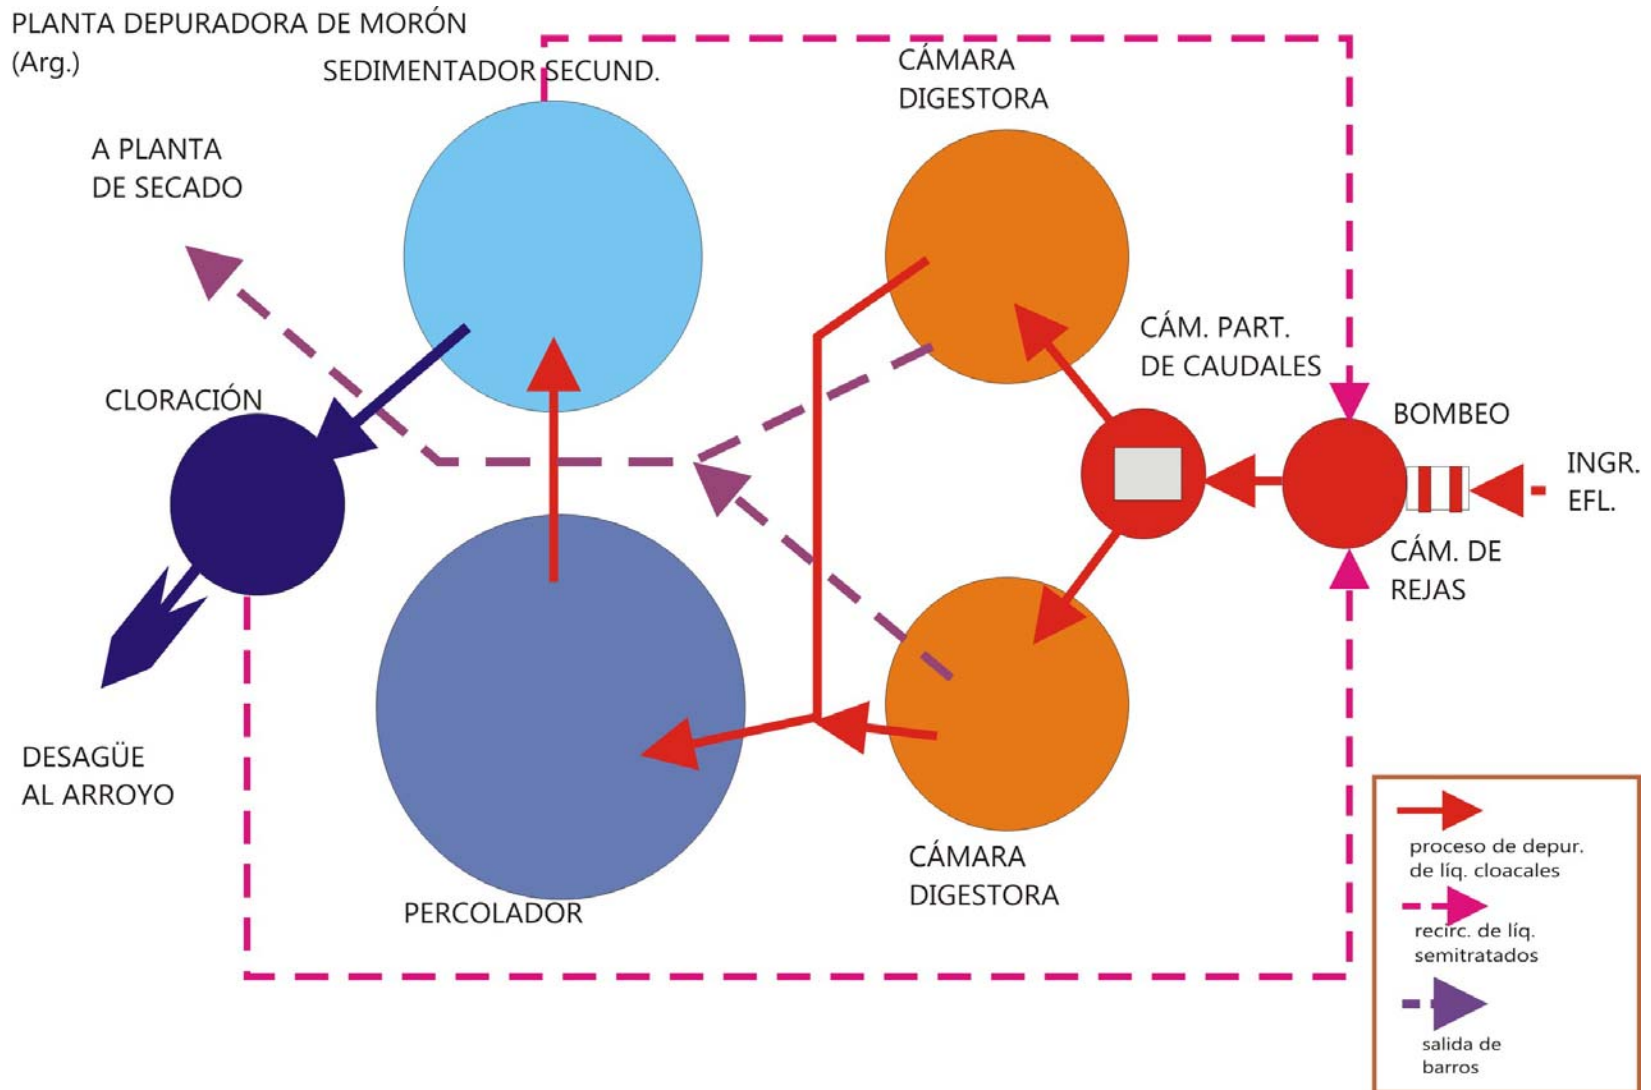 PLANTA DEPURADORA DE MORÓN
(Arg.)
SEDIMENTADOR SECUND.
CÁMARA
DIGESTORA
A PLANTA
DE SECADO
CÁM. PART.
DE CAUDALES
CLORACIÓN
BOMBEO
INGR.
EFL.
CÁM. DE
REJAS
DESAGÜE
AL ARROYO
CÁMARA
DIGESTORA
PERCOLADOR
proceso de depur.
de líq. cloacales
recirc. de líq.
semitratados
salida de
barros